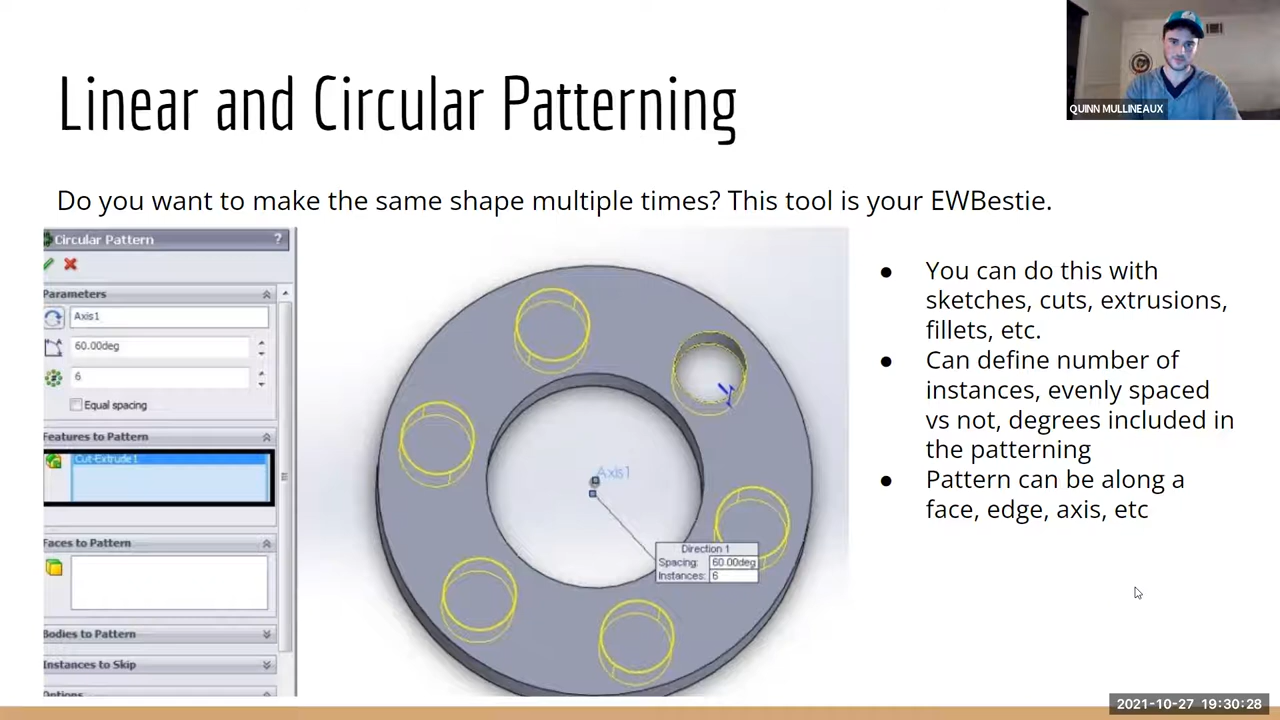 QUINN MULLINEAUX
Linear and Circular Patterning
Do you want to make the same shape multiple times? This tool is your EWBestie.
Circular Pattern
?
Parameters
Axis1
60.00deg
6
Equal spacing
Features to Pattern
Cut-Extrude1
Faces to Pattern
Bodies to Pattern
Instances to Skip
Options
Axis1
Direction 1
Spacing: 60.00deg
Instances: 6
● You can do this with
sketches, cuts, extrusions,
fillets, etc.
● Can define number of
instances, evenly spaced
vs not, degrees included in
the patterning
● Pattern can be along a
face, edge, axis, etc
2021-10-27 19:30:28